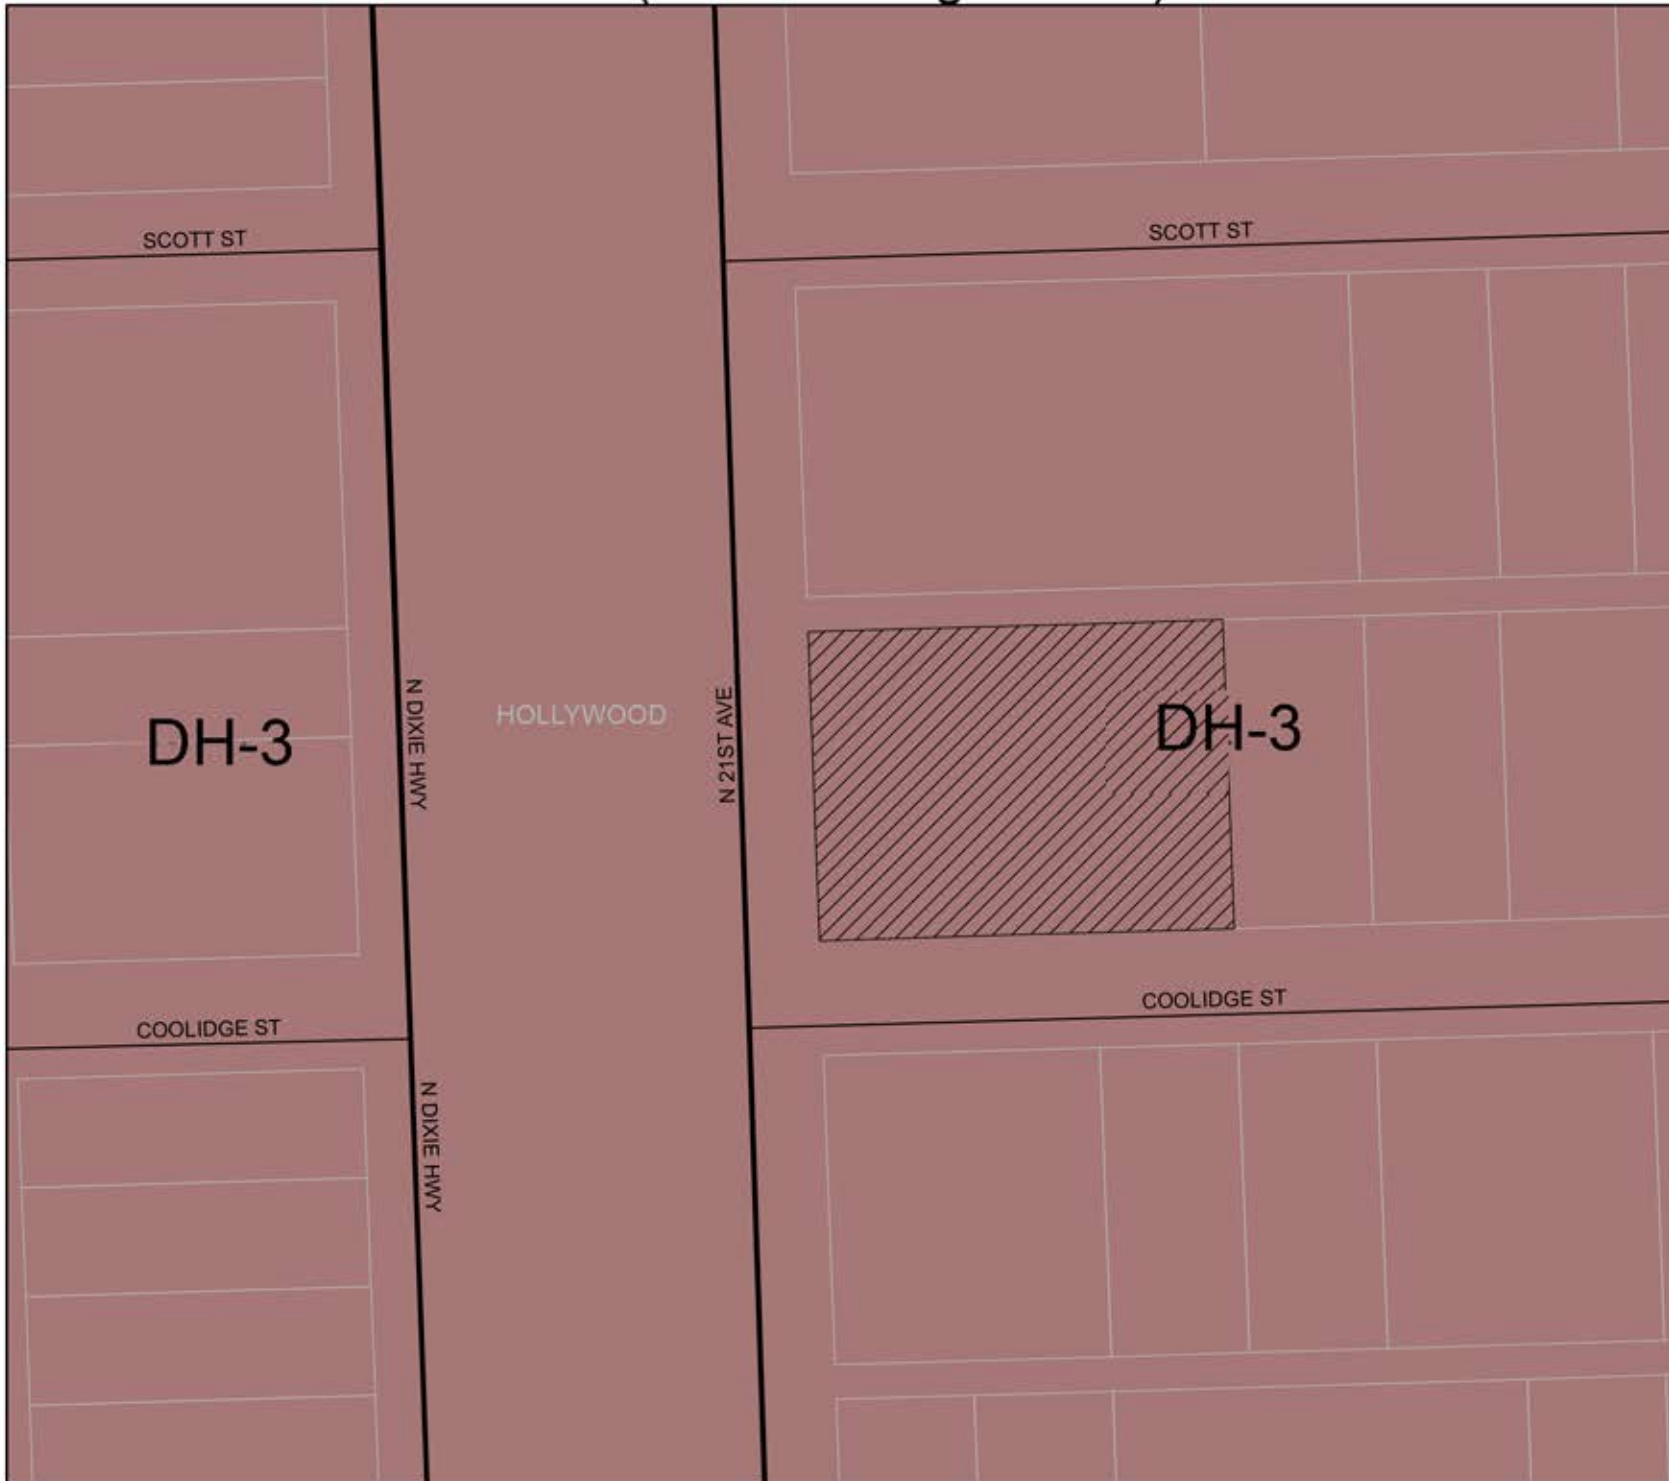 SCOTT ST
SCOTT ST
N DIXIE HWY
HOLLYWOOD
N 21ST AVE
DH-3
DH-3
COOLIDGE ST
COOLIDGE ST
N DIXIE HWY